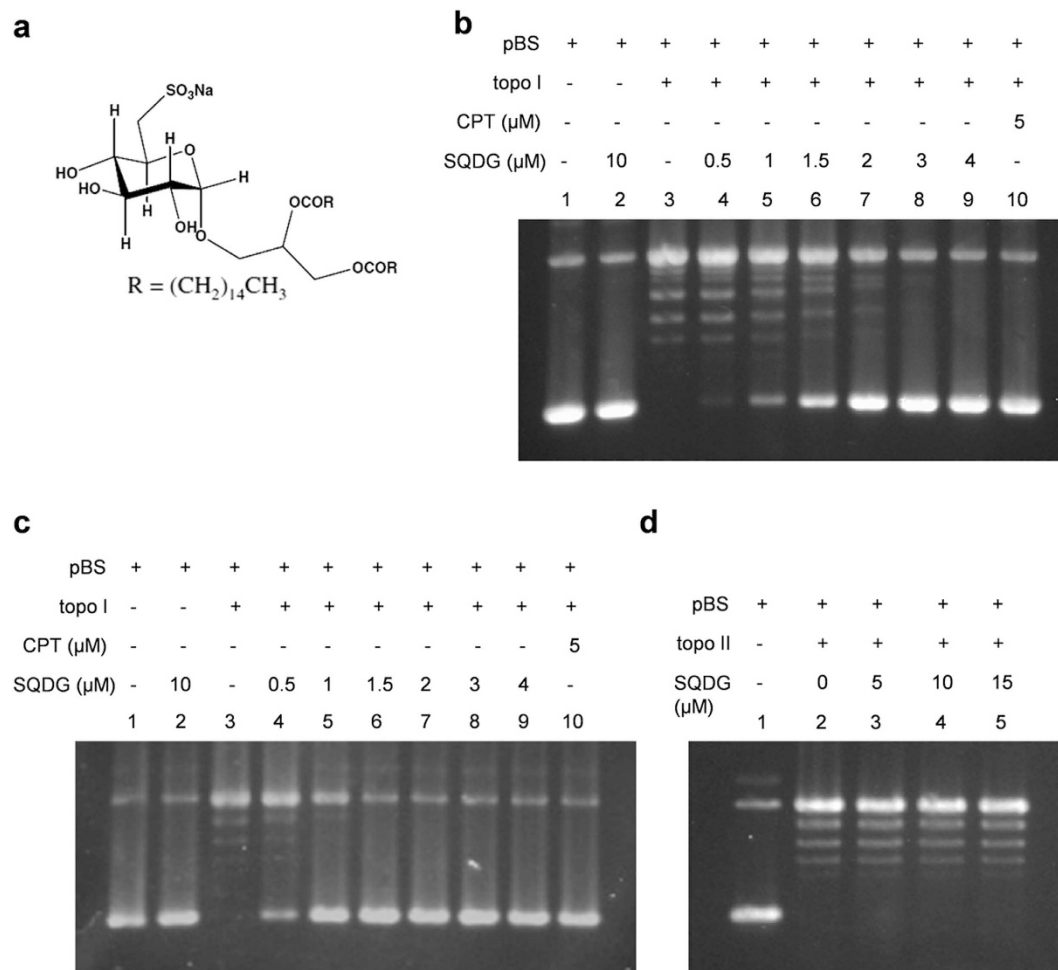 a
SO₃Na
H
H
O
HO
H
HO
OCOR
H
H
OH
O
OCOR
R = (CH₂)₁₄CH₃
b
pBS + + + + + + + + + +
topo I - - + + + + + + + +
CPT (μM) - - - - - - - - - 5
SQDG (μM) - 10 - 0.5 1 1.5 2 3 4 -
1 2 3 4 5 6 7 8 9 10
c
pBS + + + + + + + + + +
topo I - - + + + + + + + +
CPT (μM) - - - - - - - - - 5
SQDG (μM) - 10 - 0.5 1 1.5 2 3 4 -
1 2 3 4 5 6 7 8 9 10
d
pBS + + + + +
topo II - + + + +
SQDG - 0 5 10 15
(μM)
1 2 3 4 5